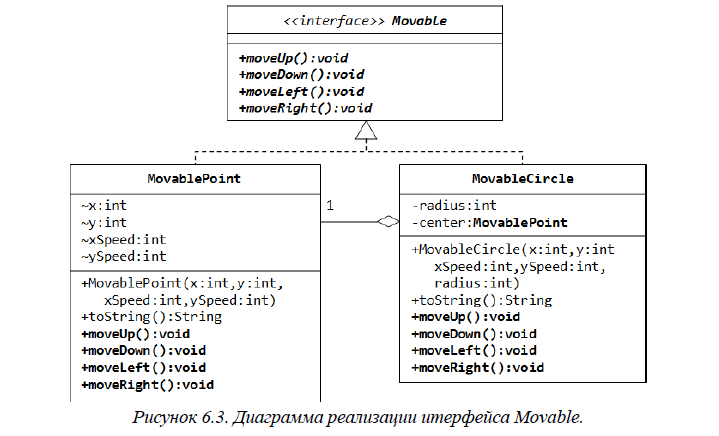 <<interface>> Movable
+moveUp():void
+moveDown():void
+moveLeft():void
+moveRight():void
MovablePoint
~x:int
~y:int
~xSpeed:int
~ySpeed:int
+MovablePoint(x:int,y:int,
xSpeed:int,ySpeed:int)
+toString():String
+moveUp():void
+moveDown():void
+moveLeft():void
+moveRight():void
1
MovableCircle
-radius:int
-center:MovablePoint
+MovableCircle(x:int,y:int
xSpeed:int,ySpeed:int,
radius:int)
+toString():String
+moveUp():void
+moveDown():void
+moveLeft():void
+moveRight():void
Рисунок 6.3. Диаграмма реализации итерфейса Movable.